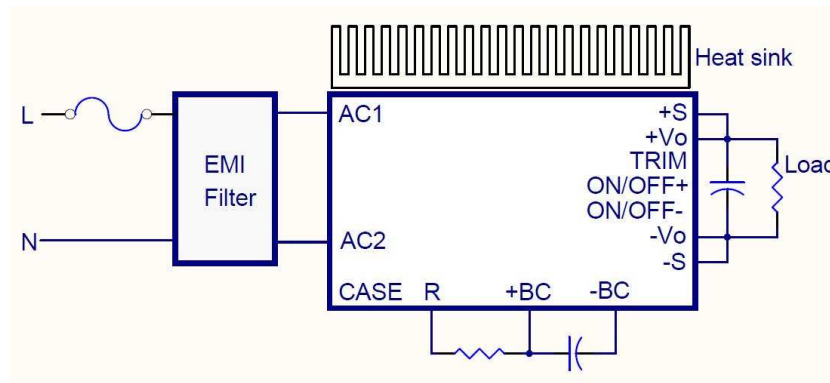 Heat sink
L
EMI
Filter
N
AC1
AC2
CASE R +BC -BC
+S
+Vo
TRIM
ON/OFF+
ON/OFF-
-Vo
-S
Load